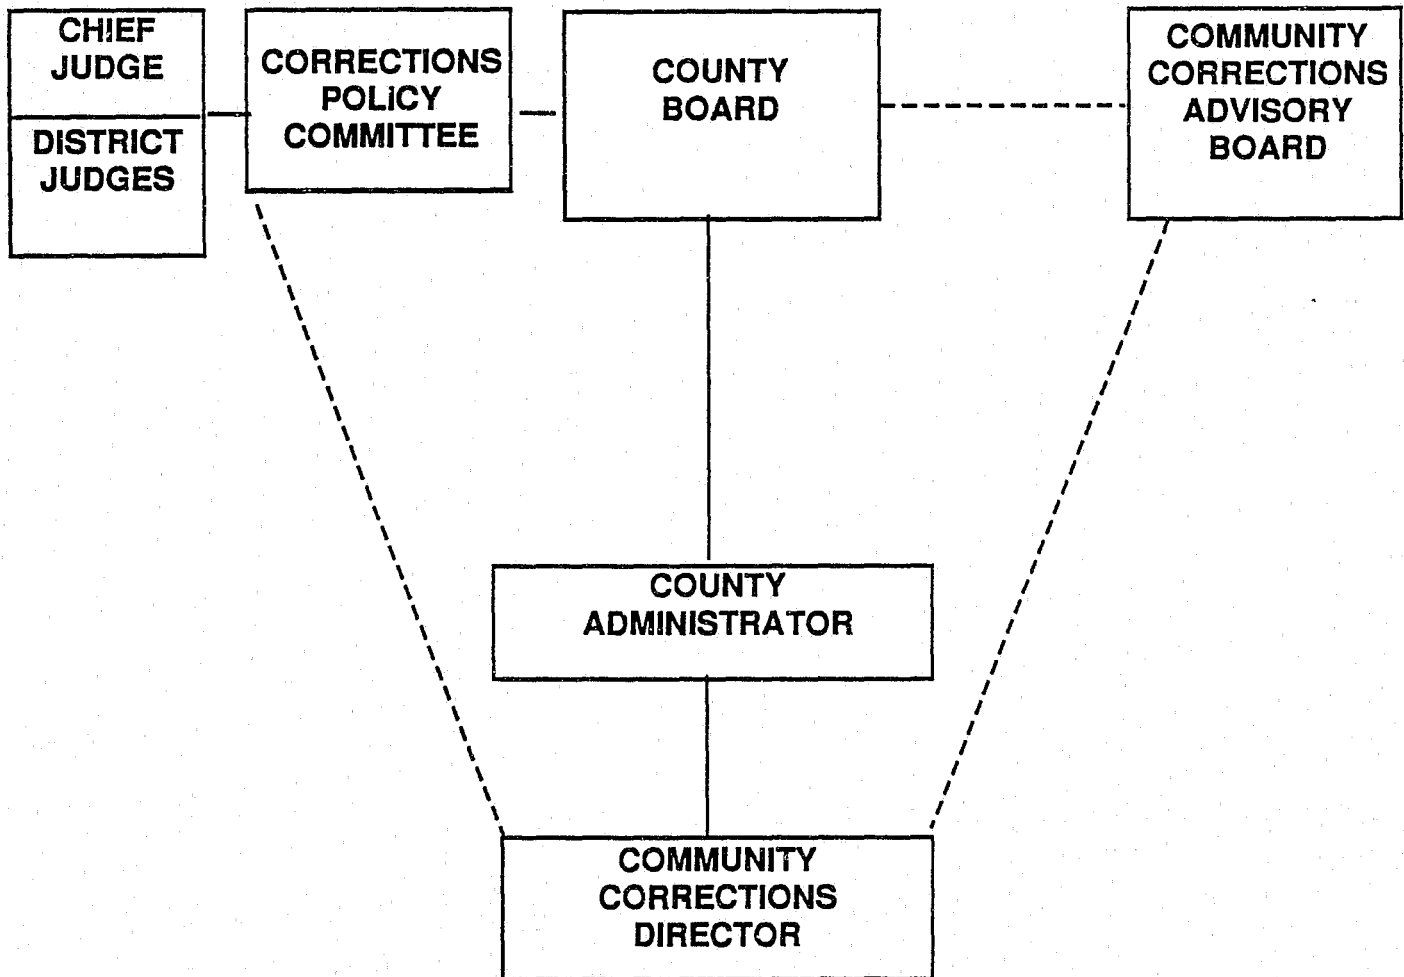 CHIEF
JUDGE
DISTRICT
JUDGES
CORRECTIONS
POLICY
COMMITTEE
COUNTY
BOARD
COMMUNITY
CORRECTIONS
ADVISORY
BOARD
COUNTY
ADMINISTRATOR
COMMUNITY
CORRECTIONS
DIRECTOR